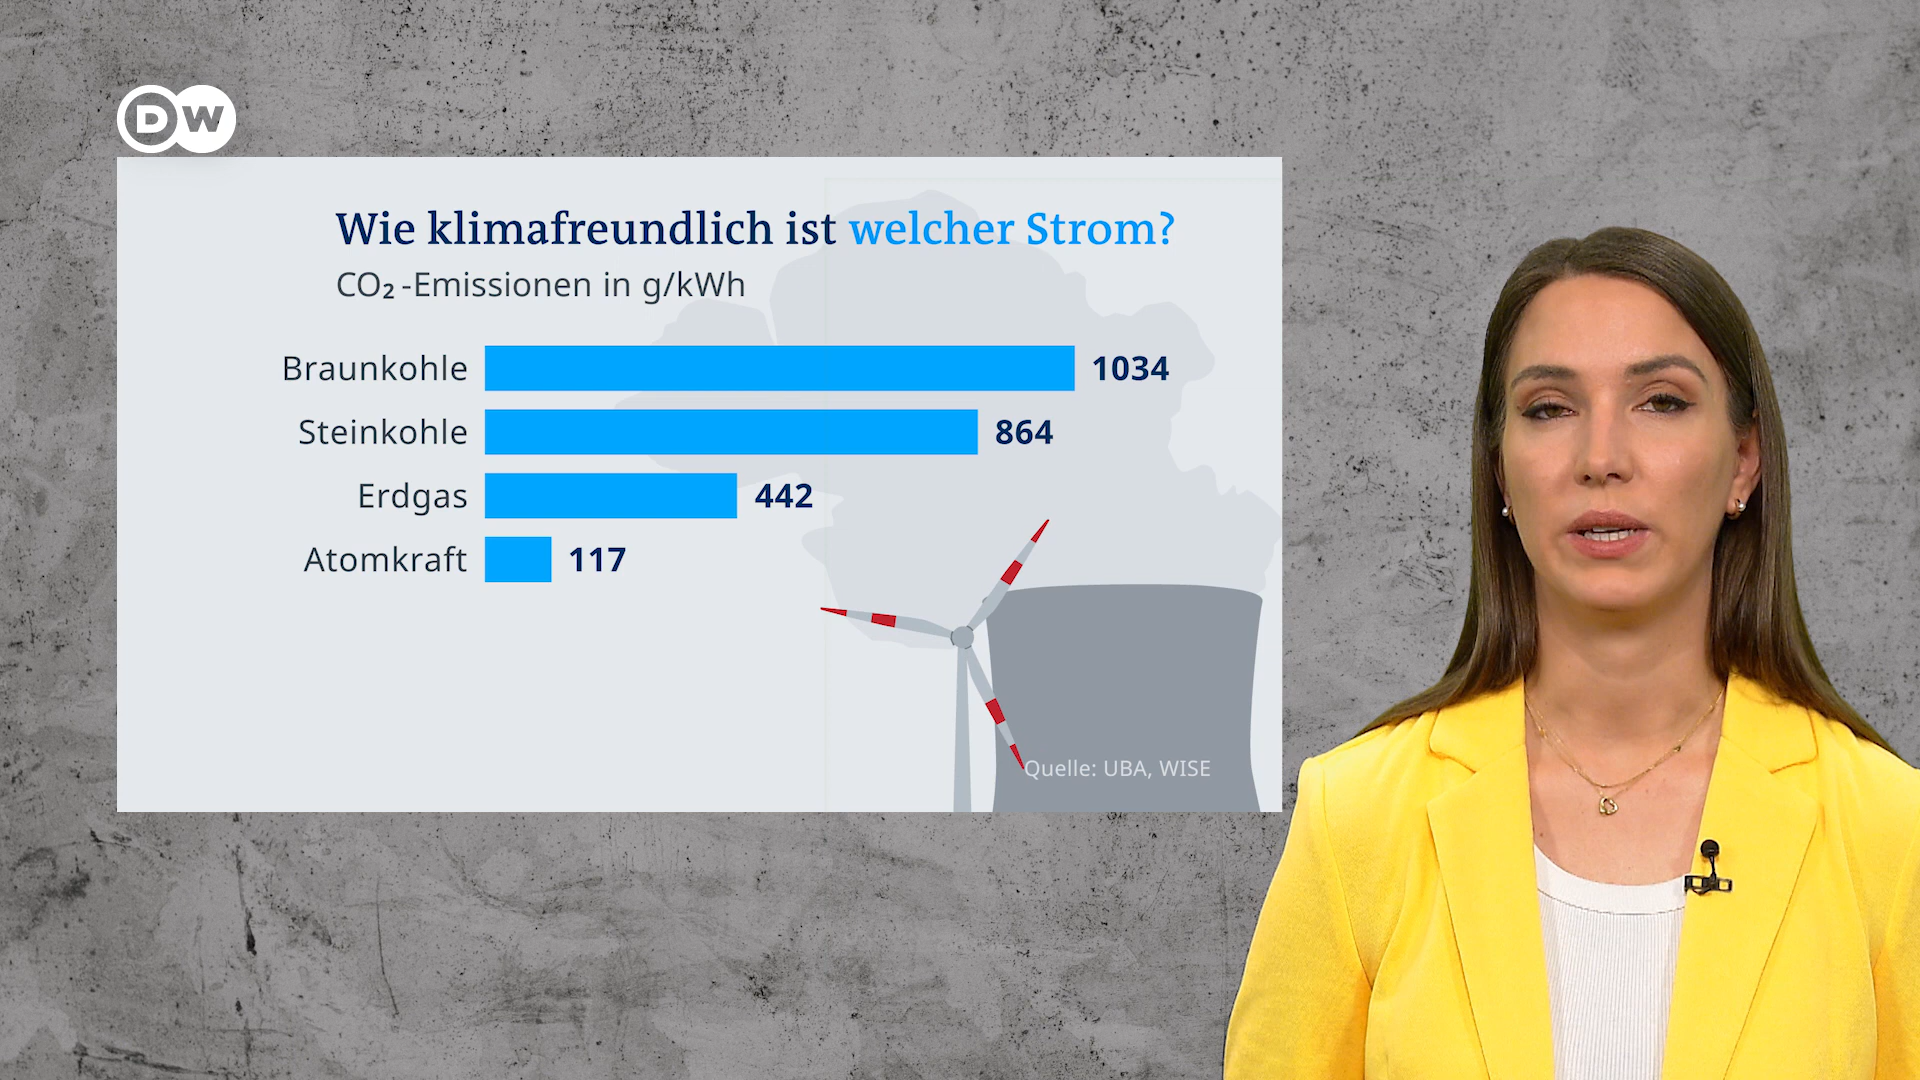 DW
Wie klimafreundlich ist welcher Strom?
CO₂-Emissionen in g/kWh
Braunkohle 1034
Steinkohle 864
Erdgas 442
Atomkraft 117
Quelle: UBA, WISE